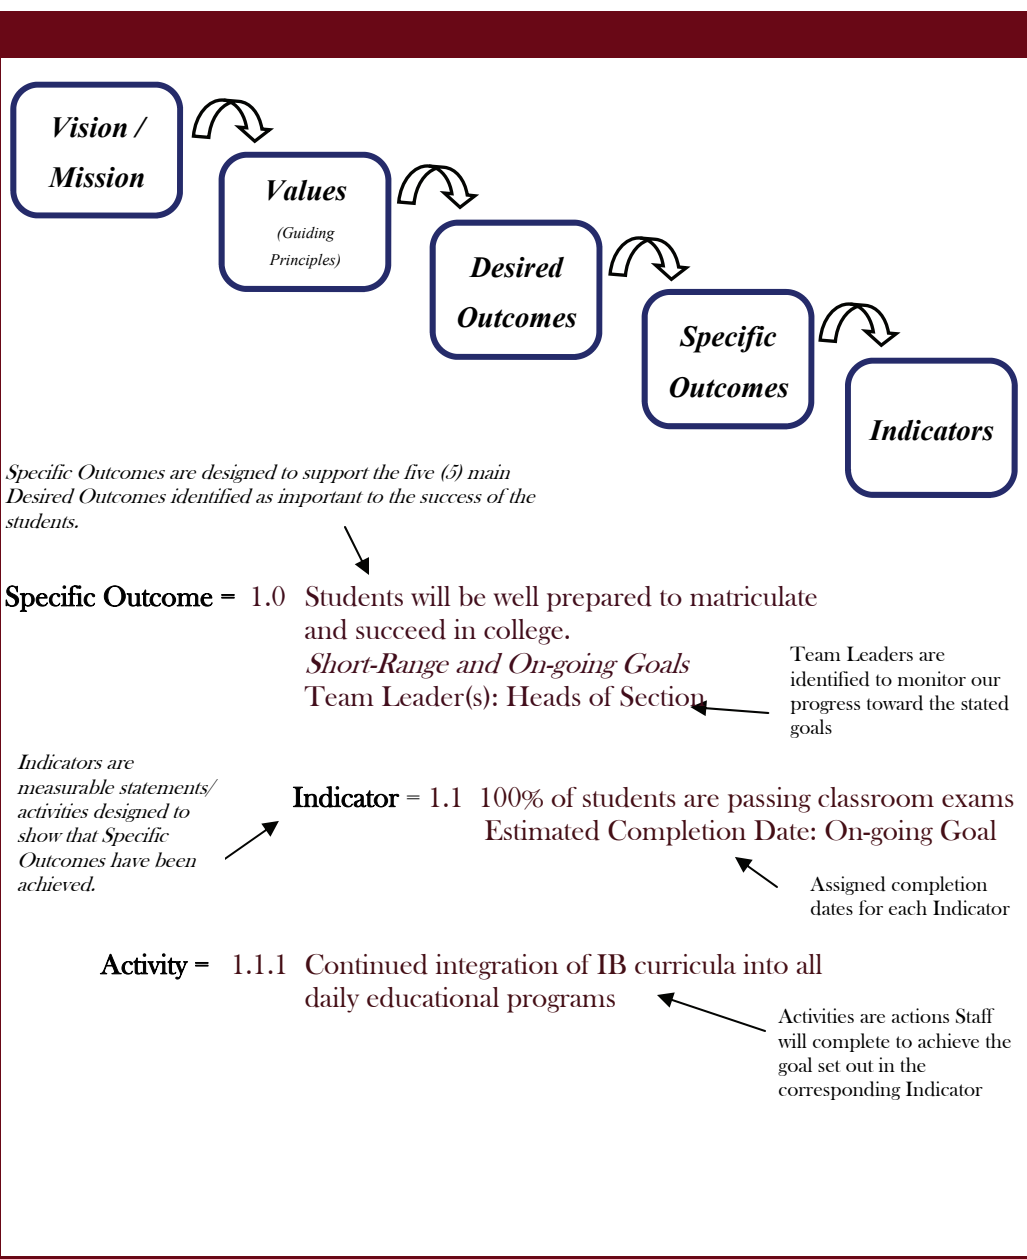 Vision /
Mission
Values
(Guiding
Principles)
Desired
Outcomes
Specific
Outcomes
Indicators
Specific Outcomes are designed to support the five (5) main
Desired Outcomes identified as important to the success of the
students.
Specific Outcome = 1.0 Students will be well prepared to matriculate
and succeed in college.
Short-Range and On-going Goals
Team Leader(s): Heads of Section
Team Leaders are
identified to monitor our
progress toward the stated
goals
Indicators are
measurable statements/
activities designed to
show that Specific
Outcomes have been
achieved.
Indicator = 1.1 100% of students are passing classroom exams
Estimated Completion Date: On-going Goal
Assigned completion
dates for each Indicator
Activity = 1.1.1 Continued integration of IB curricula into all
daily educational programs
Activities are actions Staff
will complete to achieve the
goal set out in the
corresponding Indicator